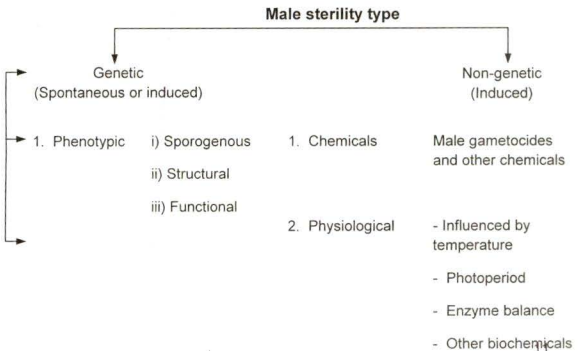 Male sterility type
Genetic
(Spontaneous or induced)
Non-genetic
(Induced)
1. Phenotypic
i) Sporogenous
ii) Structural
iii) Functional
1. Chemicals
Male gametocides
and other chemicals
2. Physiological
- Influenced by
temperature
- Photoperiod
- Enzyme balance
- Other biochemicals